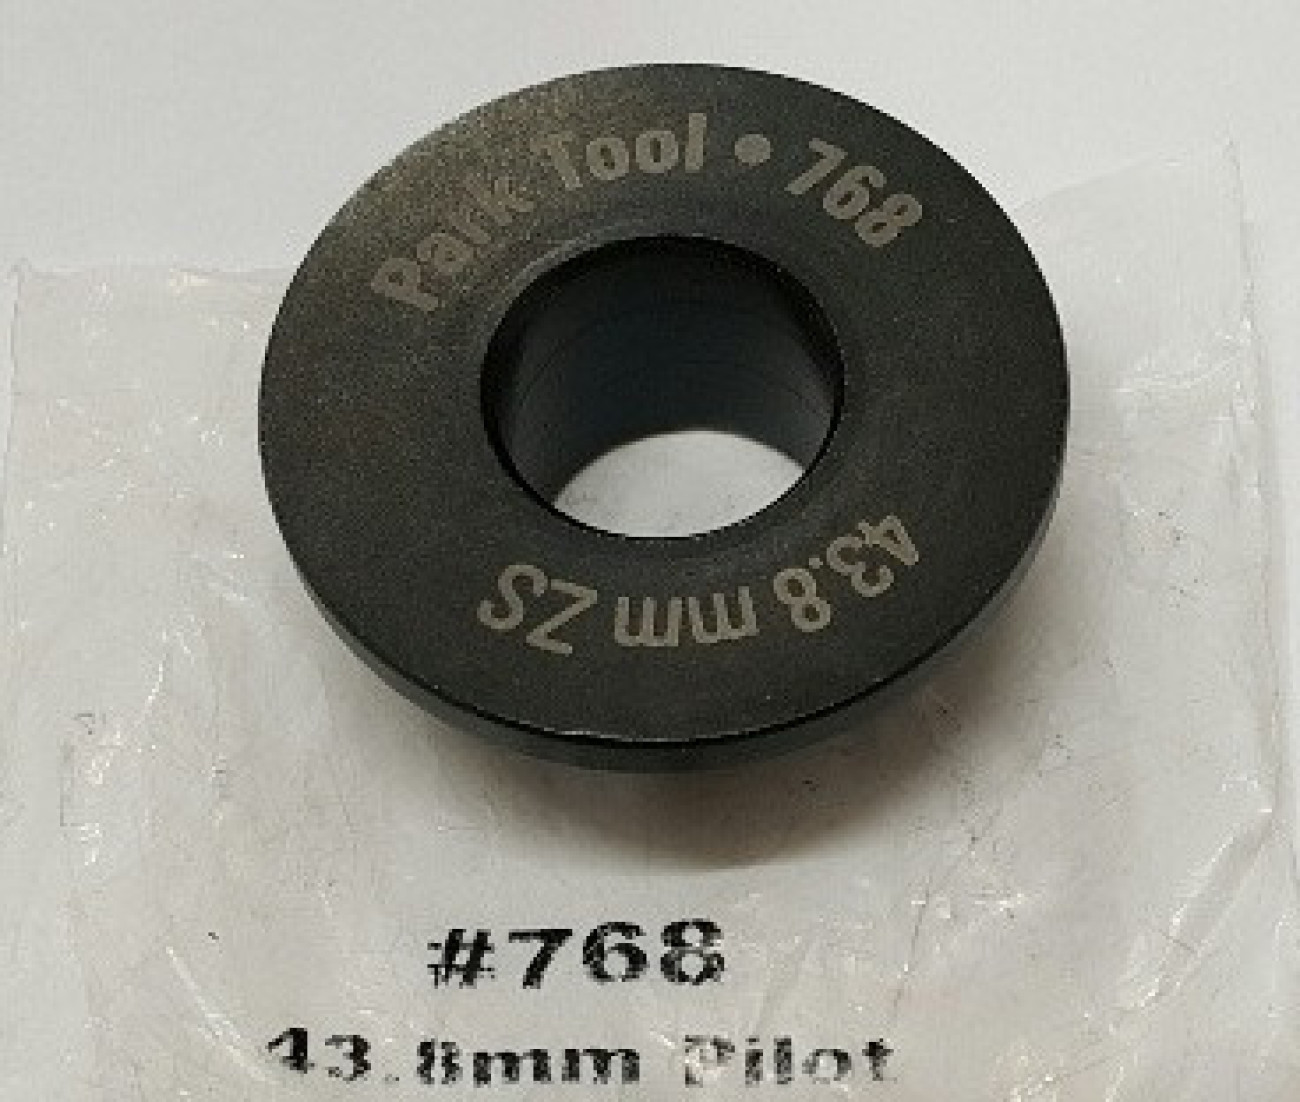 Park Tool • 768
43.8 mm ZS
#768
43.8mm Pilot